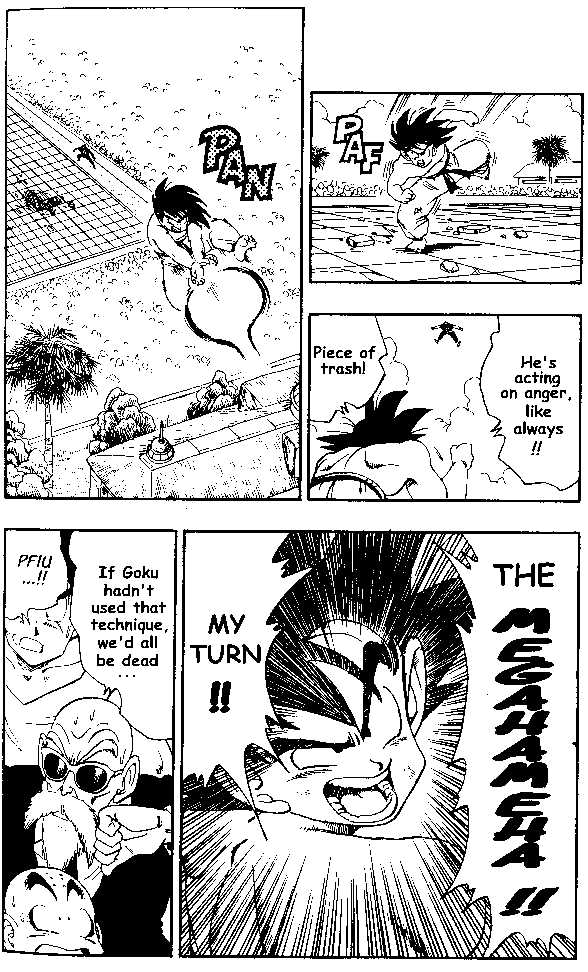 PAF
He's
acting
on anger,
like
always
!!
Piece of
trash!
PAN
THE
MEGAHAMEHA !!
MY
TURN
!!
If Goku
hadn't
used that
technique,
we'd all
be dead
...
PFIU
...!!